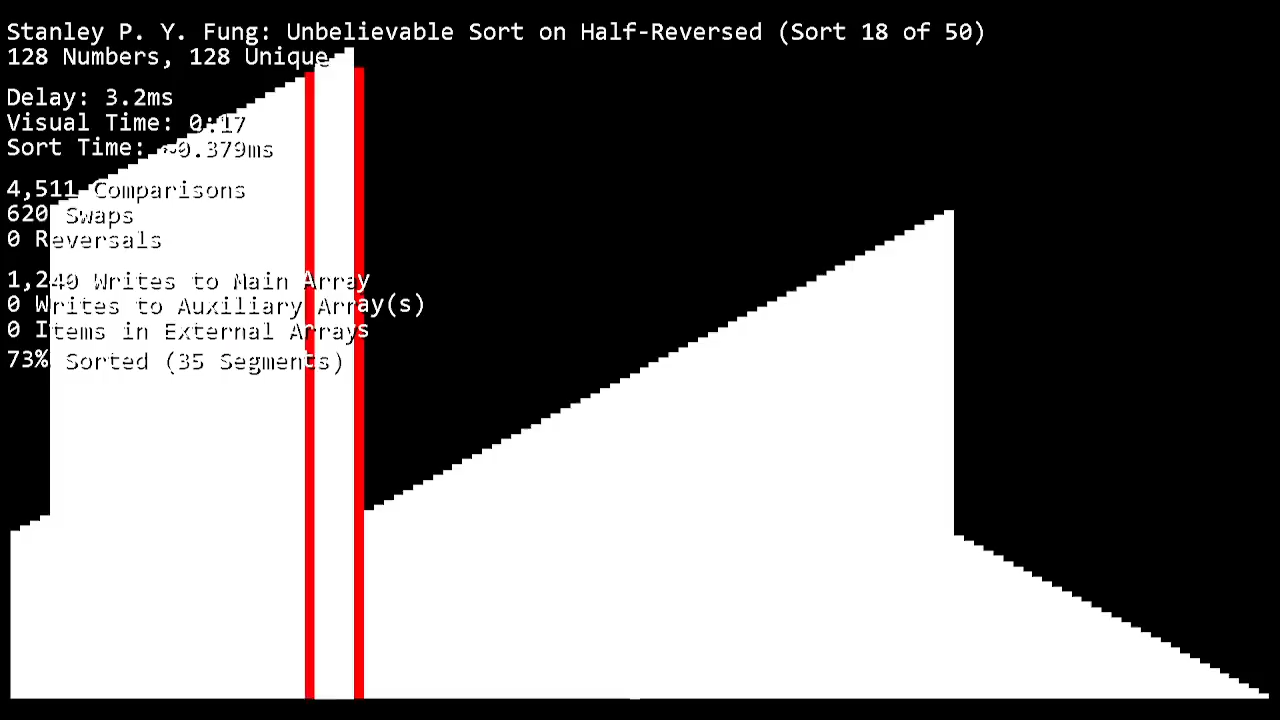 Stanley P. Y. Fung: Unbelievable Sort on Half-Reversed (Sort 18 of 50)
128 Numbers, 128 Unique
Delay: 3.2ms
Visual Time: 0:17
Sort Time: ~0.379ms
4,511 Comparisons
620 Swaps
0 Reversals
1,240 Writes to Main Array
0 Writes to Auxiliary Array(s)
0 Items in External Arrays
73% Sorted (35 Segments)